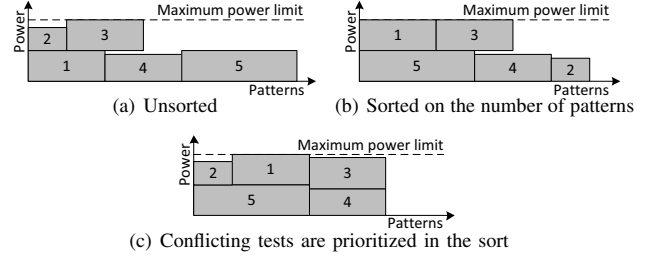 Maximum power limit
Power
2
3
1
4
5
Patterns
(a) Unsorted
Maximum power limit
Power
1
3
5
4
2
Patterns
(b) Sorted on the number of patterns
Maximum power limit
Power
2
1
3
5
4
Patterns
(c) Conflicting tests are prioritized in the sort